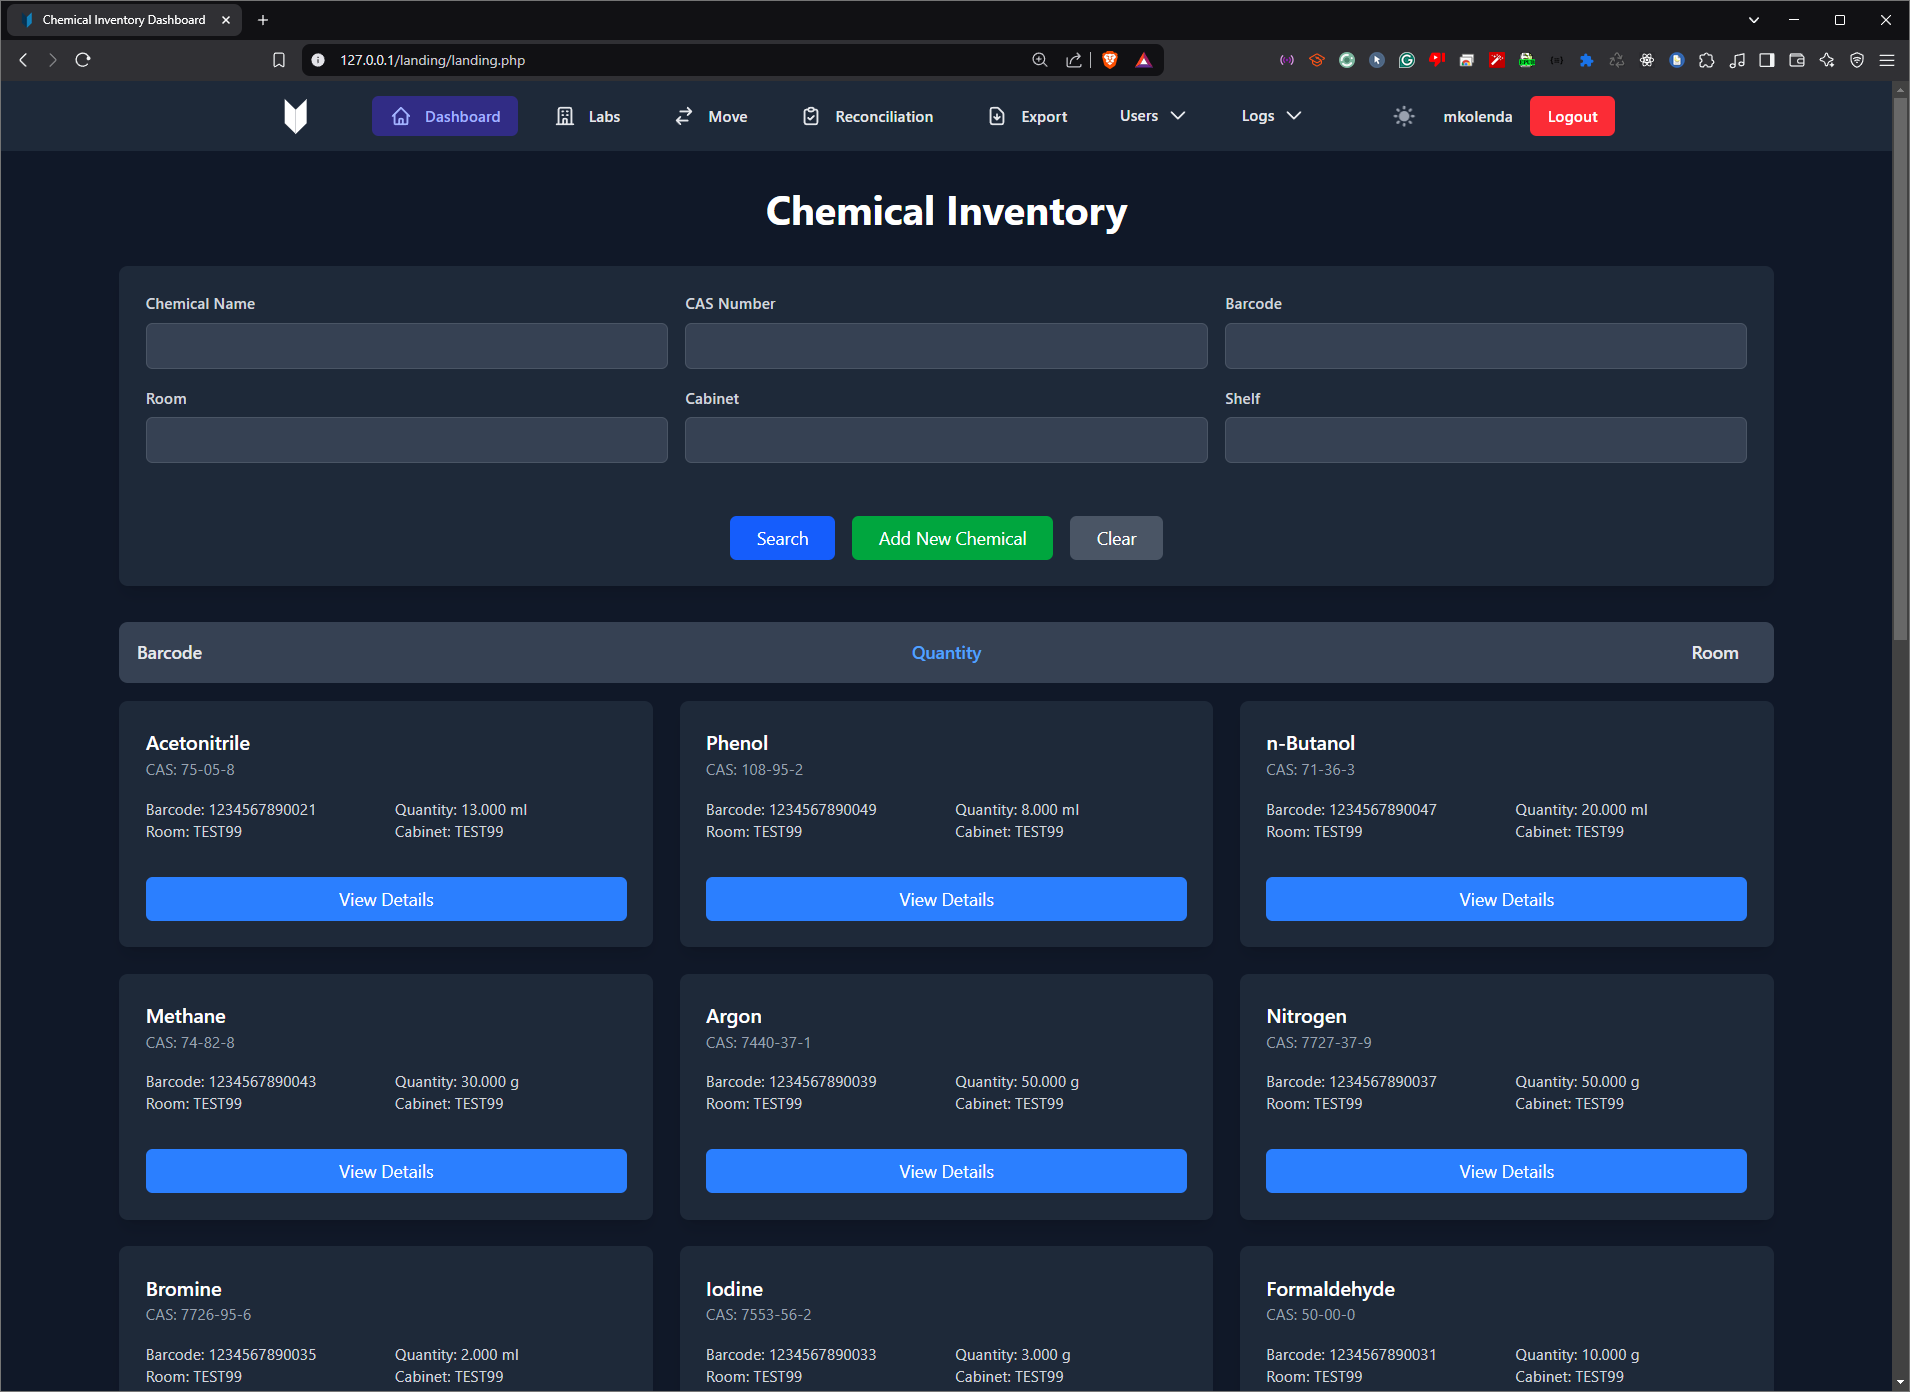 Chemical Inventory Dashboard
127.0.0.1/landing/landing.php
Dashboard Labs Move Reconciliation Export Users Logs mkolenda Logout
Chemical Inventory
Chemical Name CAS Number Barcode
Room Cabinet Shelf
Search Add New Chemical Clear
Barcode Quantity Room
Acetonitrile Phenol n-Butanol
CAS: 75-05-8 CAS: 108-95-2 CAS: 71-36-3
Barcode: 1234567890021 Quantity: 13.000 ml Barcode: 1234567890049 Quantity: 8.000 ml Barcode: 1234567890047 Quantity: 20.000 ml
Room: TEST99 Cabinet: TEST99 Room: TEST99 Cabinet: TEST99 Room: TEST99 Cabinet: TEST99
View Details View Details View Details
Methane Argon Nitrogen
CAS: 74-82-8 CAS: 7440-37-1 CAS: 7727-37-9
Barcode: 1234567890043 Quantity: 30.000 g Barcode: 1234567890039 Quantity: 50.000 g Barcode: 1234567890037 Quantity: 50.000 g
Room: TEST99 Cabinet: TEST99 Room: TEST99 Cabinet: TEST99 Room: TEST99 Cabinet: TEST99
View Details View Details View Details
Bromine Iodine Formaldehyde
CAS: 7726-95-6 CAS: 7553-56-2 CAS: 50-00-0
Barcode: 1234567890035 Quantity: 2.000 ml Barcode: 1234567890033 Quantity: 3.000 g Barcode: 1234567890031 Quantity: 10.000 g
Room: TEST99 Cabinet: TEST99 Room: TEST99 Cabinet: TEST99 Room: TEST99 Cabinet: TEST99